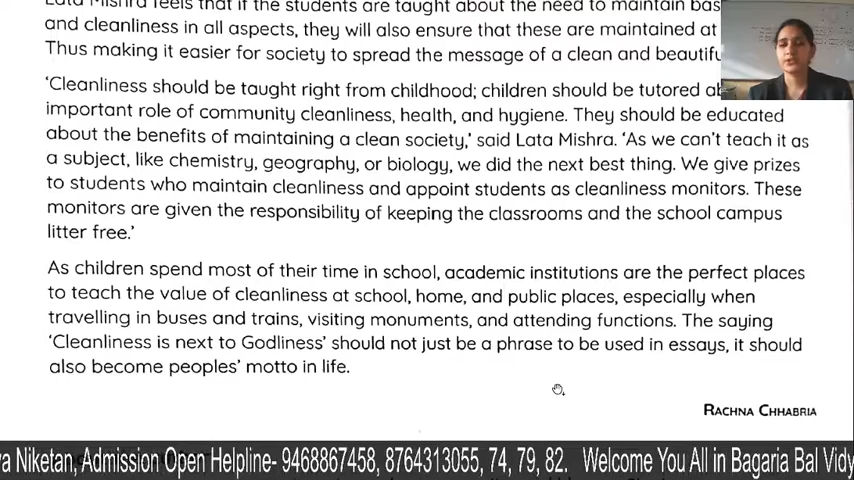 Lata Mishra feels that if the students are taught about the need to maintain bas
and cleanliness in all aspects, they will also ensure that these are maintained at
Thus making it easier for society to spread the message of a clean and beautifu
'Cleanliness should be taught right from childhood; children should be tutored ab
important role of community cleanliness, health, and hygiene. They should be educated
about the benefits of maintaining a clean society,' said Lata Mishra. 'As we can't teach it as
a subject, like chemistry, geography, or biology, we did the next best thing. We give prizes
to students who maintain cleanliness and appoint students as cleanliness monitors. These
monitors are given the responsibility of keeping the classrooms and the school campus
litter free.'
As children spend most of their time in school, academic institutions are the perfect places
to teach the value of cleanliness at school, home, and public places, especially when
travelling in buses and trains, visiting monuments, and attending functions. The saying
'Cleanliness is next to Godliness' should not just be a phrase to be used in essays, it should
also become peoples' motto in life.
RACHNA CHHABRIA
a Niketan, Admission Open Helpline- 9468867458, 8764313055, 74, 79, 82. Welcome You All in Bagaria Bal Vidy